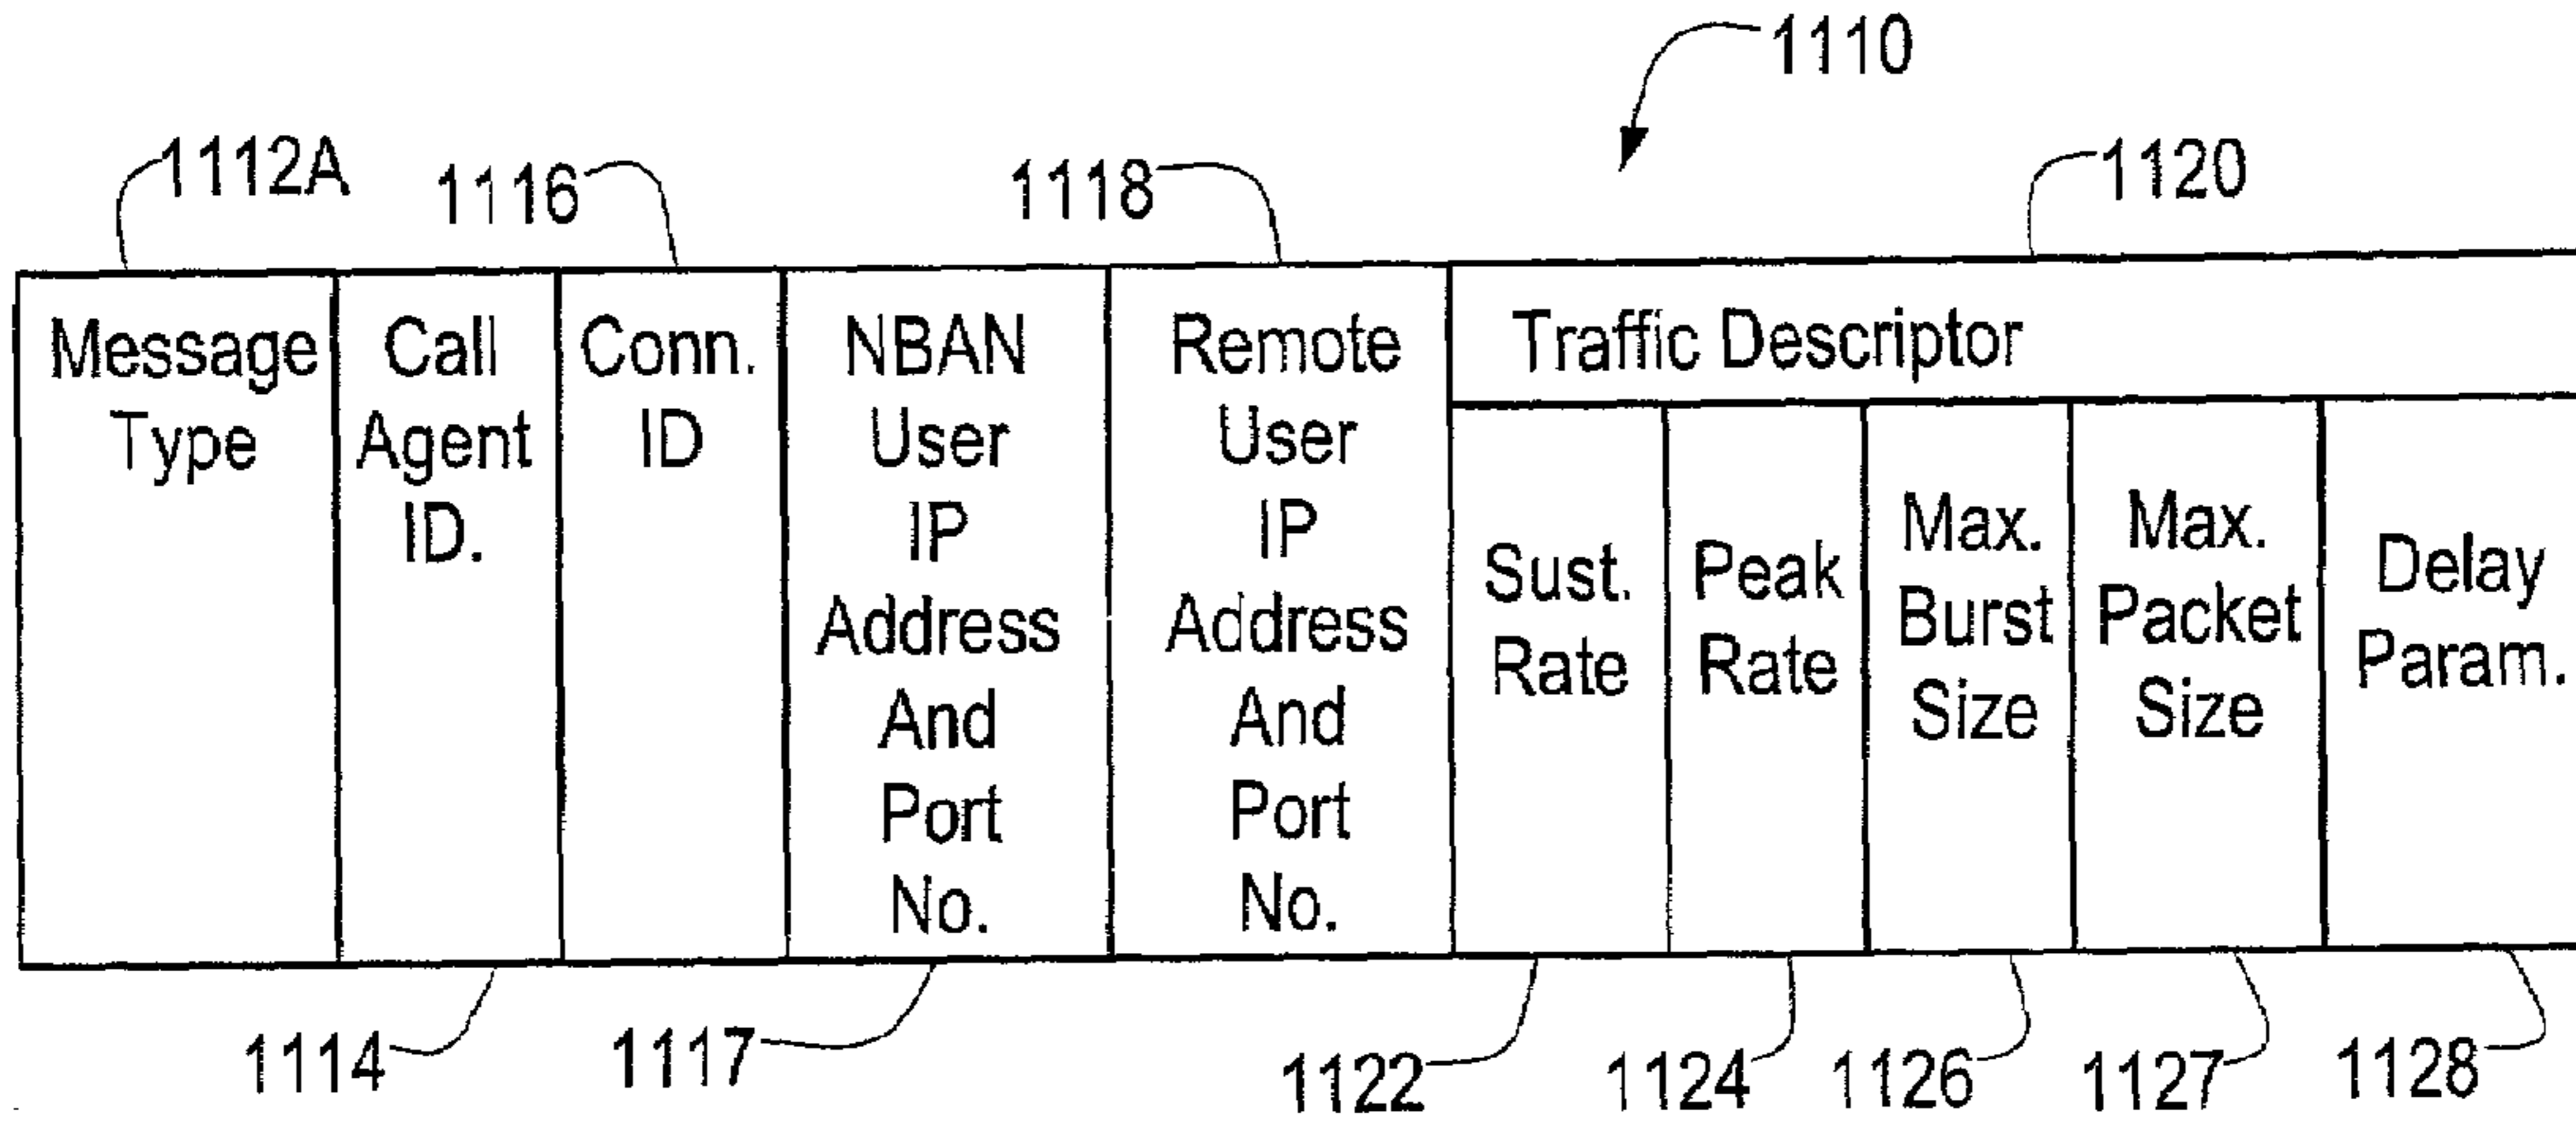 1110
1112A
1116
1118
1120
Message
Type
Call
Agent
ID.
Conn.
ID
NBAN
User
IP
Address
And
Port
No.
Remote
User
IP
Address
And
Port
No.
Traffic Descriptor
Sust.
Rate
Peak
Rate
Max.
Burst
Size
Max.
Packet
Size
Delay
Param.
1114
1117
1122
1124
1126
1127
1128